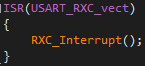 ISR(USART_RXC_vect)
{
RXC_Interrupt();
}